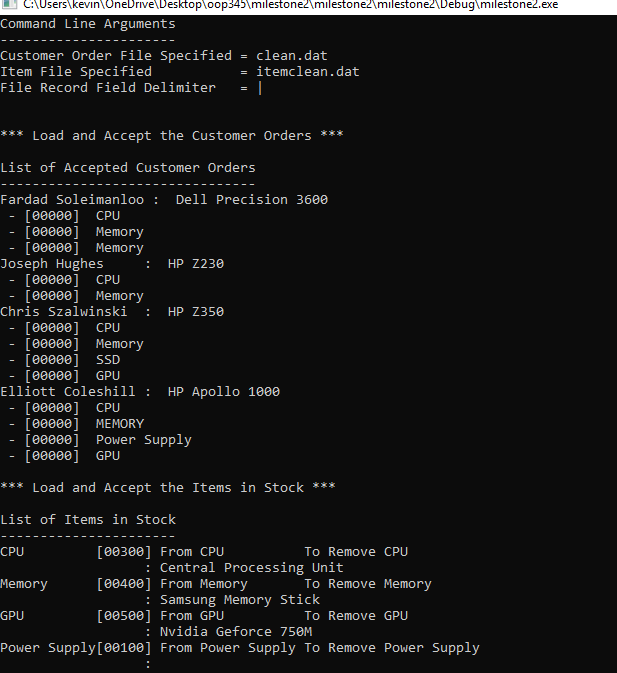 C:\Users\kevin\OneDrive\Desktop\oop345\milestone2\milestone2\milestone2\Debug\milestone2.exe
Command Line Arguments
----------------------
Customer Order File Specified = clean.dat
Item File Specified           = itemclean.dat
File Record Field Delimiter   = |
*** Load and Accept the Customer Orders ***
List of Accepted Customer Orders
--------------------------------
Fardad Soleimanloo :  Dell Precision 3600
 - [00000]  CPU
 - [00000]  Memory
 - [00000]  Memory
Joseph Hughes     :  HP Z230
 - [00000]  CPU
 - [00000]  Memory
Chris Szalwinski  :  HP Z350
 - [00000]  CPU
 - [00000]  Memory
 - [00000]  SSD
 - [00000]  GPU
Elliott Coleshill :  HP Apollo 1000
 - [00000]  CPU
 - [00000]  MEMORY
 - [00000]  Power Supply
 - [00000]  GPU
*** Load and Accept the Items in Stock ***
List of Items in Stock
----------------------
CPU         [00300] From CPU          To Remove CPU
                  : Central Processing Unit
Memory      [00400] From Memory       To Remove Memory
                  : Samsung Memory Stick
GPU         [00500] From GPU          To Remove GPU
                  : Nvidia Geforce 750M
Power Supply[00100] From Power Supply To Remove Power Supply
                  :